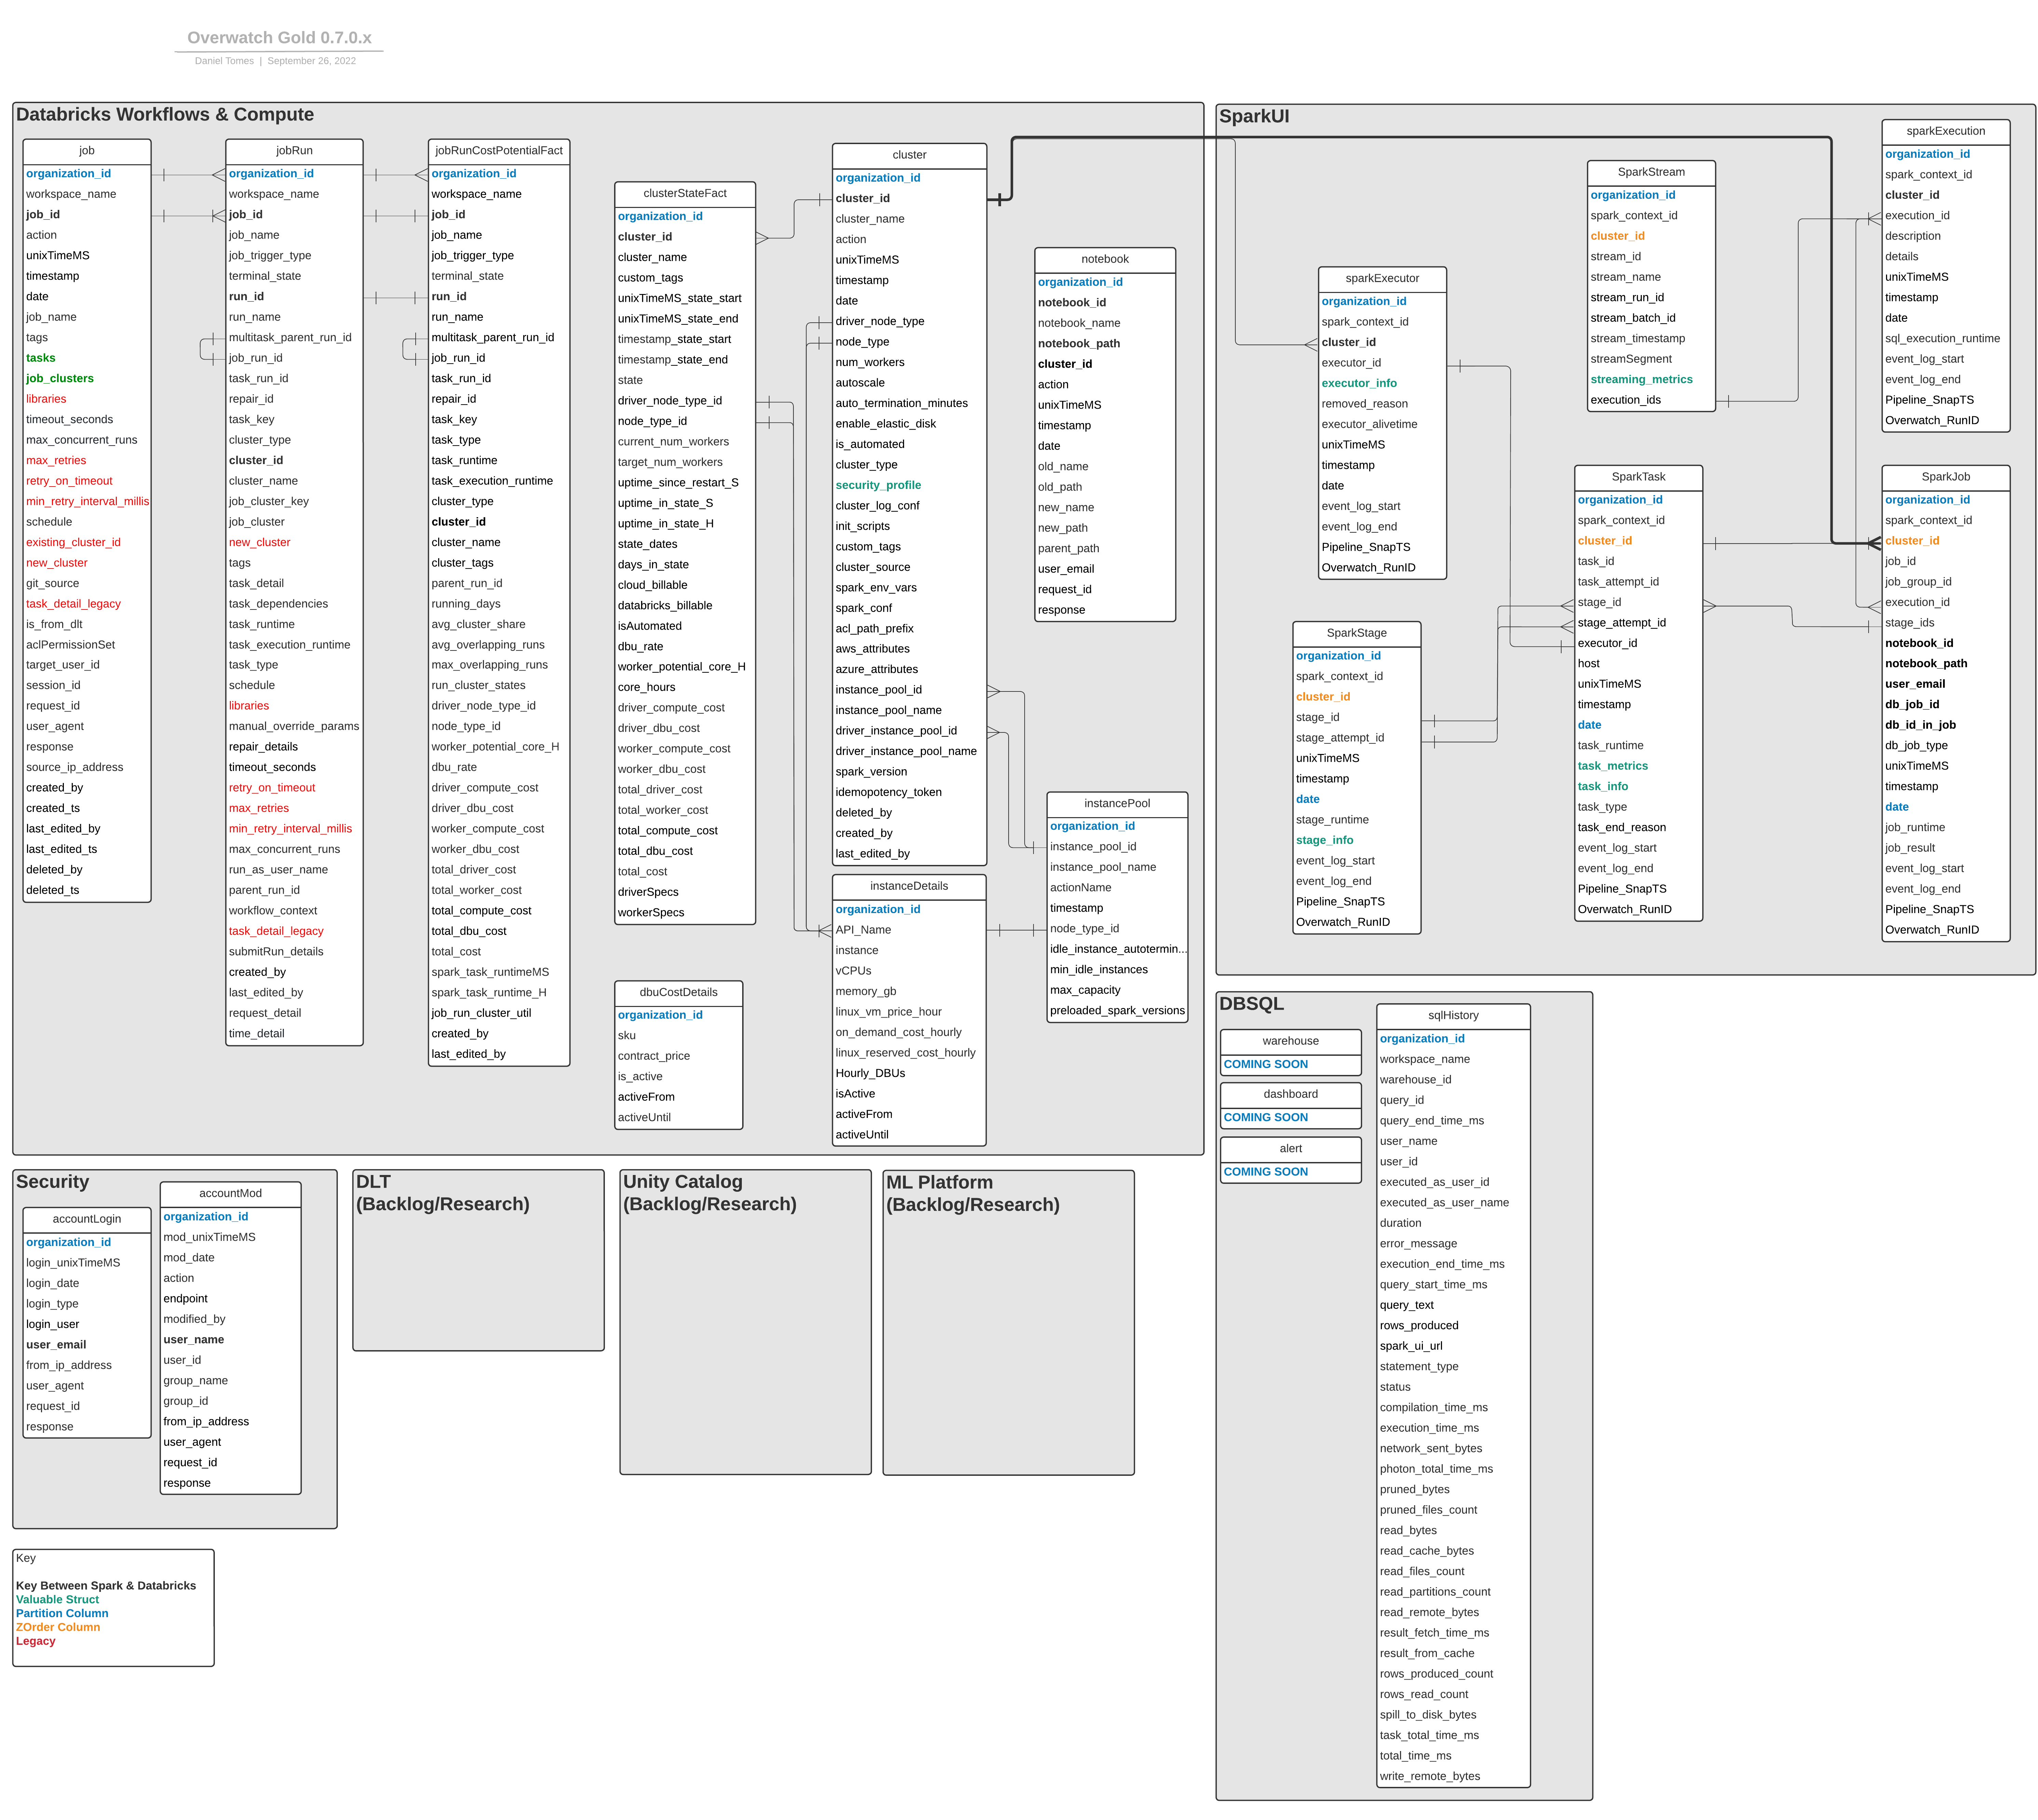 Overwatch Gold 0.7.0.x
Daniel Tomes | September 26, 2022
Databricks Workflows & Compute
job
organization_id
workspace_name
job_id
action
unixTimeMS
timestamp
date
job_name
tags
tasks
job_clusters
libraries
timeout_seconds
max_concurrent_runs
max_retries
retry_on_timeout
min_retry_interval_millis
schedule
existing_cluster_id
new_cluster
git_source
task_detail_legacy
is_from_dlt
aclPermissionSet
target_user_id
session_id
request_id
user_agent
response
source_ip_address
created_by
created_ts
last_edited_by
last_edited_ts
deleted_by
deleted_ts
jobRun
organization_id
workspace_name
job_id
job_name
job_trigger_type
terminal_state
run_id
run_name
multitask_parent_run_id
job_run_id
task_run_id
repair_id
task_key
cluster_type
cluster_id
cluster_name
job_cluster_key
job_cluster
new_cluster
tags
task_detail
task_dependencies
task_runtime
task_execution_runtime
task_type
schedule
libraries
manual_override_params
repair_details
timeout_seconds
retry_on_timeout
max_retries
min_retry_interval_millis
max_concurrent_runs
run_as_user_name
parent_run_id
workflow_context
task_detail_legacy
submitRun_details
created_by
last_edited_by
request_detail
time_detail
jobRunCostPotentialFact
organization_id
workspace_name
job_id
job_name
job_trigger_type
terminal_state
run_id
run_name
multitask_parent_run_id
job_run_id
task_run_id
repair_id
task_key
task_type
task_runtime
task_execution_runtime
cluster_type
cluster_id
cluster_name
cluster_tags
parent_run_id
running_days
avg_cluster_share
avg_overlapping_runs
max_overlapping_runs
run_cluster_states
driver_node_type_id
node_type_id
worker_potential_core_H
dbu_rate
driver_compute_cost
driver_dbu_cost
worker_compute_cost
worker_dbu_cost
total_driver_cost
total_worker_cost
total_compute_cost
total_dbu_cost
total_cost
spark_task_runtimeMS
spark_task_runtime_H
job_run_cluster_util
created_by
last_edited_by
clusterStateFact
organization_id
cluster_id
cluster_name
custom_tags
unixTimeMS_state_start
unixTimeMS_state_end
timestamp_state_start
timestamp_state_end
state
driver_node_type_id
node_type_id
current_num_workers
target_num_workers
uptime_since_restart_S
uptime_in_state_S
uptime_in_state_H
state_dates
days_in_state
cloud_billable
databricks_billable
isAutomated
dbu_rate
worker_potential_core_H
core_hours
driver_compute_cost
driver_dbu_cost
worker_compute_cost
worker_dbu_cost
total_driver_cost
total_worker_cost
total_compute_cost
total_dbu_cost
total_cost
driverSpecs
workerSpecs
dbuCostDetails
organization_id
sku
contract_price
is_active
activeFrom
activeUntil
cluster
organization_id
cluster_id
cluster_name
action
unixTimeMS
timestamp
date
driver_node_type
node_type
num_workers
autoscale
auto_termination_minutes
enable_elastic_disk
is_automated
cluster_type
security_profile
cluster_log_conf
init_scripts
custom_tags
cluster_source
spark_env_vars
spark_conf
acl_path_prefix
aws_attributes
azure_attributes
instance_pool_id
instance_pool_name
driver_instance_pool_id
driver_instance_pool_name
spark_version
idemopotency_token
deleted_by
created_by
last_edited_by
instanceDetails
organization_id
API_Name
instance
vCPUs
memory_gb
linux_vm_price_hour
on_demand_cost_hourly
linux_reserved_cost_hourly
Hourly_DBUs
isActive
activeFrom
activeUntil
notebook
organization_id
notebook_id
notebook_name
notebook_path
cluster_id
action
unixTimeMS
timestamp
date
old_name
old_path
new_name
new_path
parent_path
user_email
request_id
response
instancePool
organization_id
instance_pool_id
instance_pool_name
actionName
timestamp
node_type_id
idle_instance_autotermin...
min_idle_instances
max_capacity
preloaded_spark_versions
SparkUI
sparkExecutor
organization_id
spark_context_id
cluster_id
executor_id
executor_info
removed_reason
executor_alivetime
unixTimeMS
timestamp
date
event_log_start
event_log_end
Pipeline_SnapTS
Overwatch_RunID
SparkStage
organization_id
spark_context_id
cluster_id
stage_id
stage_attempt_id
unixTimeMS
timestamp
date
stage_runtime
stage_info
event_log_start
event_log_end
Pipeline_SnapTS
Overwatch_RunID
SparkStream
organization_id
spark_context_id
cluster_id
stream_id
stream_name
stream_run_id
stream_batch_id
stream_timestamp
streamSegment
streaming_metrics
execution_ids
SparkTask
organization_id
spark_context_id
cluster_id
task_id
task_attempt_id
stage_id
stage_attempt_id
executor_id
host
unixTimeMS
timestamp
date
task_runtime
task_metrics
task_info
task_type
task_end_reason
event_log_start
event_log_end
Pipeline_SnapTS
Overwatch_RunID
sparkExecution
organization_id
spark_context_id
cluster_id
execution_id
description
details
unixTimeMS
timestamp
date
sql_execution_runtime
event_log_start
event_log_end
Pipeline_SnapTS
Overwatch_RunID
SparkJob
organization_id
spark_context_id
cluster_id
job_id
job_group_id
execution_id
stage_ids
notebook_id
notebook_path
user_email
db_job_id
db_id_in_job
db_job_type
unixTimeMS
timestamp
date
job_runtime
job_result
event_log_start
event_log_end
Pipeline_SnapTS
Overwatch_RunID
DBSQL
warehouse
COMING SOON
dashboard
COMING SOON
alert
COMING SOON
sqlHistory
organization_id
workspace_name
warehouse_id
query_id
query_end_time_ms
user_name
user_id
executed_as_user_id
executed_as_user_name
duration
error_message
execution_end_time_ms
query_start_time_ms
query_text
rows_produced
spark_ui_url
statement_type
status
compilation_time_ms
execution_time_ms
network_sent_bytes
photon_total_time_ms
pruned_bytes
pruned_files_count
read_bytes
read_cache_bytes
read_files_count
read_partitions_count
read_remote_bytes
result_fetch_time_ms
result_from_cache
rows_produced_count
rows_read_count
spill_to_disk_bytes
task_total_time_ms
total_time_ms
write_remote_bytes
Security
accountLogin
organization_id
login_unixTimeMS
login_date
login_type
login_user
user_email
from_ip_address
user_agent
request_id
response
accountMod
organization_id
mod_unixTimeMS
mod_date
action
endpoint
modified_by
user_name
user_id
group_name
group_id
from_ip_address
user_agent
request_id
response
DLT
(Backlog/Research)
Unity Catalog
(Backlog/Research)
ML Platform
(Backlog/Research)
Key
Key Between Spark & Databricks
Valuable Struct
Partition Column
ZOrder Column
Legacy